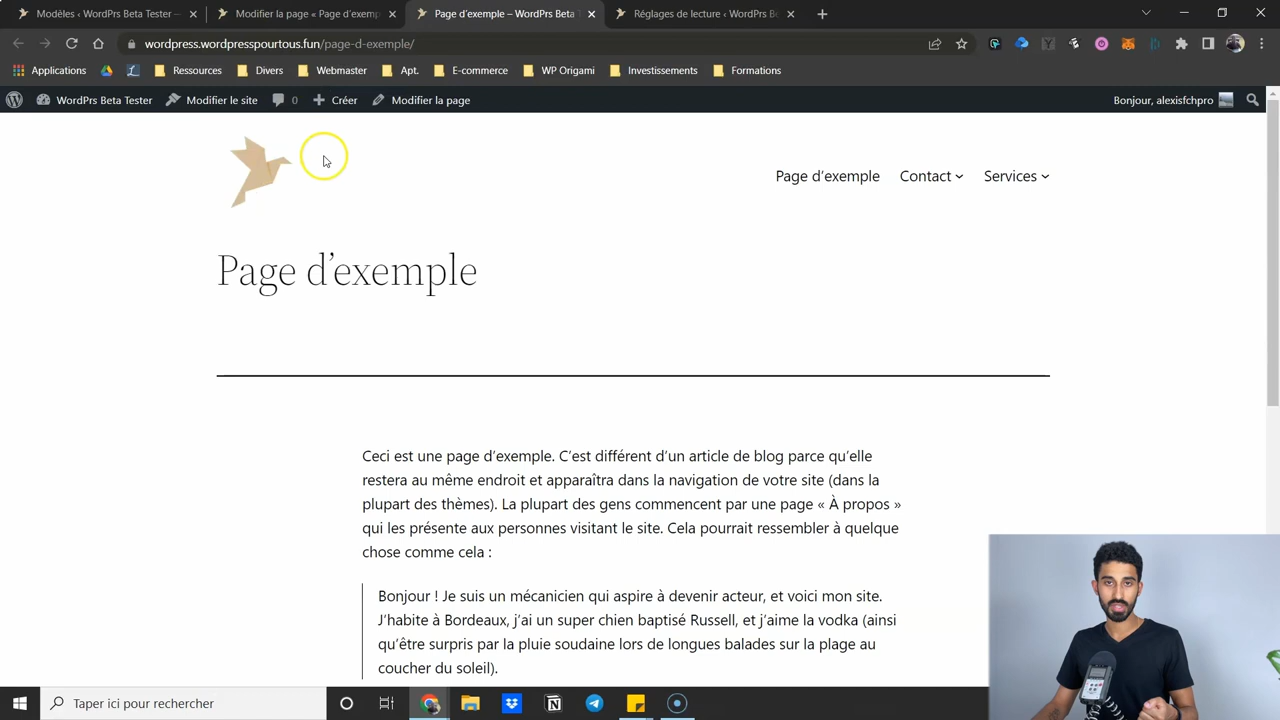 Modèles ‹ WordPrs Beta Tester —
Modifier la page « Page d'exemp
Page d'exemple – WordPrs Beta T
Réglages de lecture ‹ WordPrs Be
wordpress.wordpresspourtous.fun/page-d-exemple/
Applications
Ressources
Divers
Webmaster
Apt.
E-commerce
WP Origami
Investissements
Formations
WordPrs Beta Tester
Modifier le site
0
Créer
Modifier la page
Bonjour, alexisfchpro
Page d'exemple
Contact
Services
Page d'exemple
Ceci est une page d'exemple. C'est différent d'un article de blog parce qu'elle
restera au même endroit et apparaîtra dans la navigation de votre site (dans la
plupart des thèmes). La plupart des gens commencent par une page « À propos »
qui les présente aux personnes visitant le site. Cela pourrait ressembler à quelque
chose comme cela :
Bonjour ! Je suis un mécanicien qui aspire à devenir acteur, et voici mon site.
J'habite à Bordeaux, j'ai un super chien baptisé Russell, et j'aime la vodka (ainsi
qu'être surpris par la pluie soudaine lors de longues balades sur la plage au
coucher du soleil).
Taper ici pour rechercher